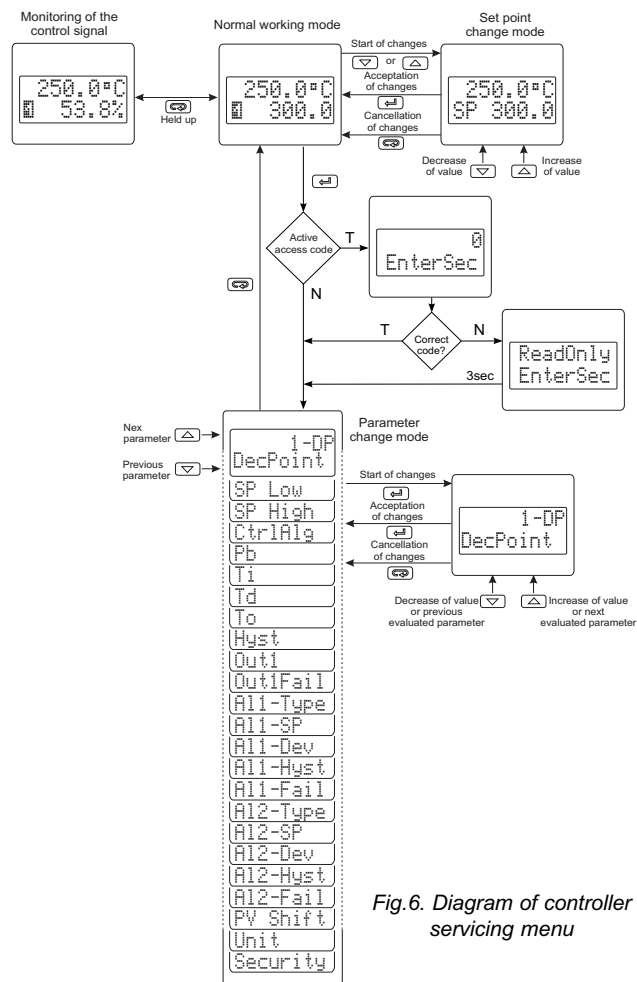 Monitoring of the
control signal
250.0°C
1 53.8%
Held up
Normal working mode
250.0°C
1 300.0
Start of changes
or
Acceptation
of changes
Cancellation
of changes
Set point
change mode
250.0°C
SP 300.0
Decrease
of value
Increase
of value
Active
access code
T
N
0
EnterSec
Correct
code?
T
N
ReadOnly
EnterSec
3sec
Nex
parameter
Previous
parameter
Parameter
change mode
1-DP
DecPoint
SP Low
SP High
CtrlAlg
Pb
Ti
Td
To
Hyst
Out1
Out1Fail
Al1-Type
Al1-SP
Al1-Dev
Al1-Hyst
Al1-Fail
Al2-Type
Al2-SP
Al2-Dev
Al2-Hyst
Al2-Fail
PV Shift
Unit
Security
Start of changes
Acceptation
of changes
Cancellation
of changes
1-DP
DecPoint
Decrease of value
or previous
evaluated parameter
Increase of value
or next
evaluated parameter
Fig.6. Diagram of controller
servicing menu